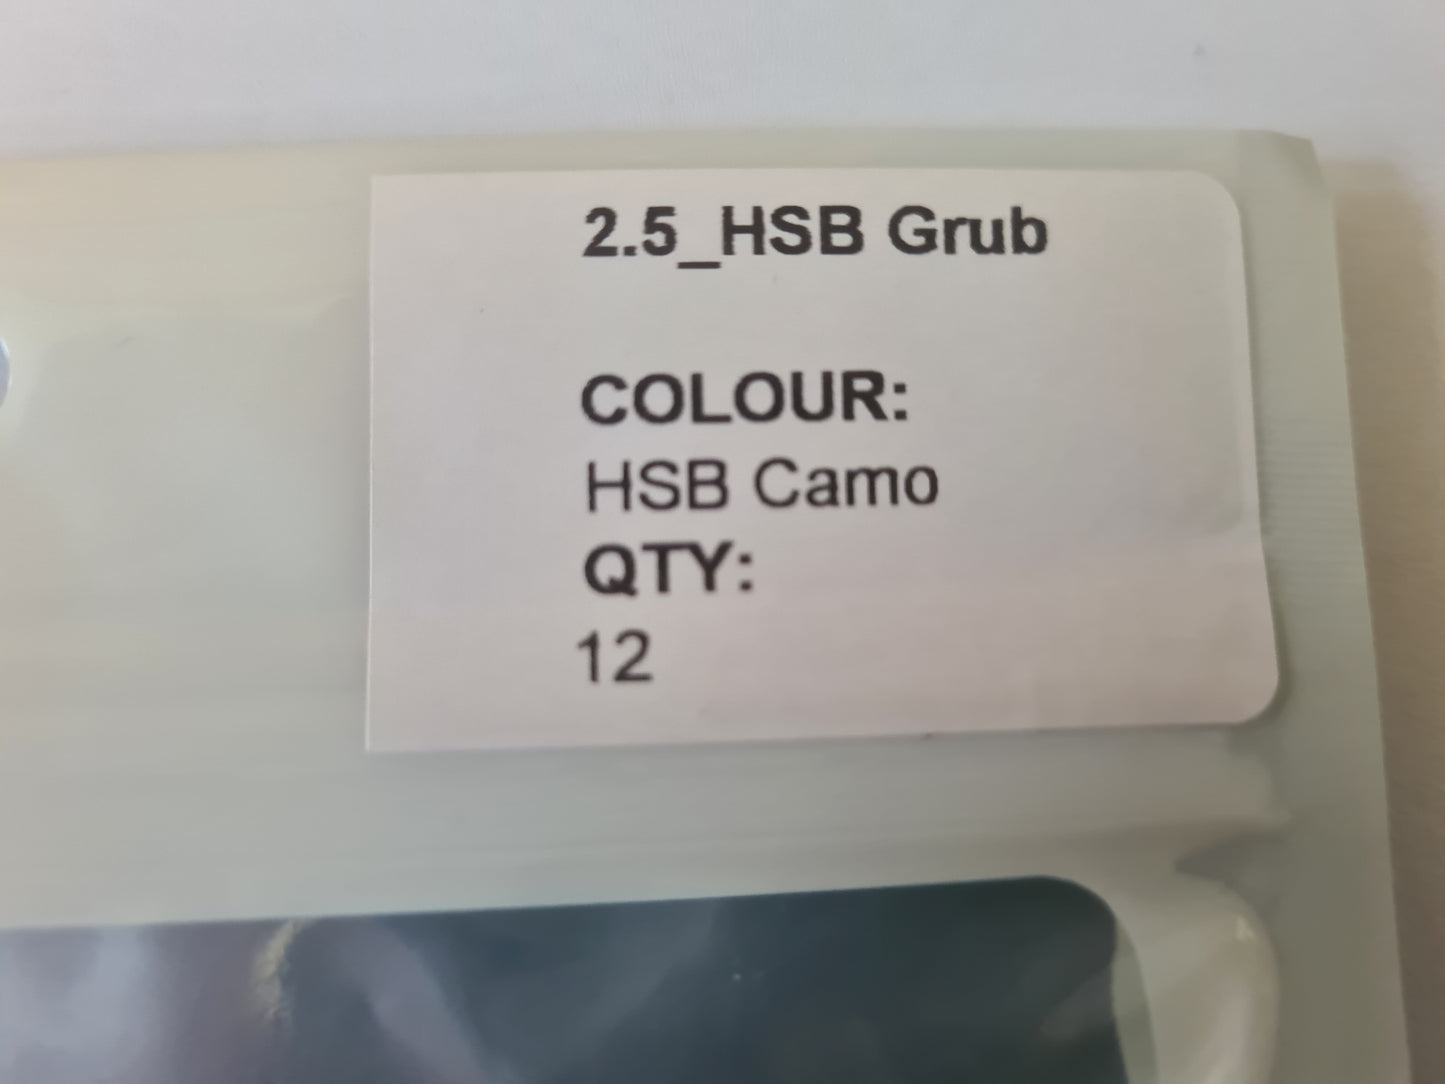 2.5_HSB Grub
COLOUR:
HSB Camo
QTY:
12